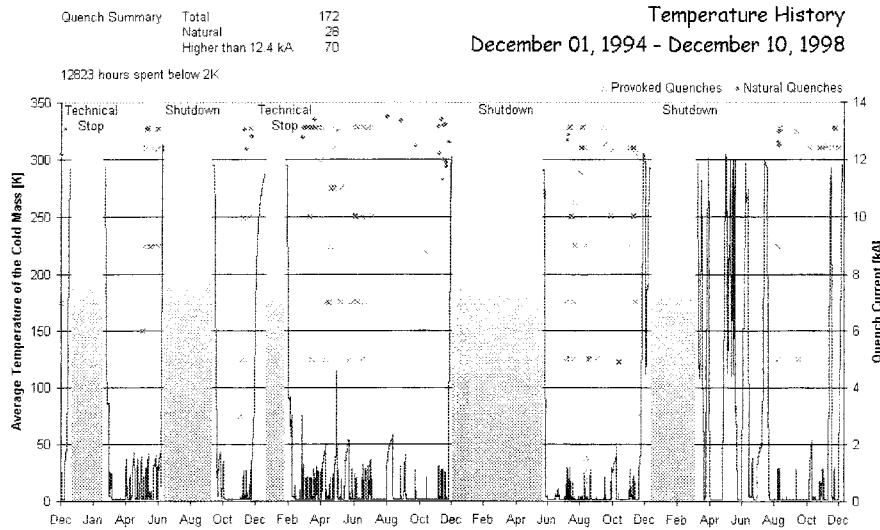 Quench Summary Total 172
Natural 28
Higher than 12.4 kA 70
Temperature History
December 01, 1994 - December 10, 1998
12823 hours spent below 2K
Provoked Quenches Natural Quenches
350 14
Technical Stop Shutdown Technical Stop Shutdown Shutdown
300 12
250 10
200 8
150 6
100 4
50 2
0 0
Average Temperature of the Cold Mass [K]
Quench Current [kA]
Dec Jan Apr Jun Aug Oct Dec Feb Apr Jun Aug Oct Dec Feb Apr Jun Aug Oct Dec Feb Apr Jun Aug Oct Dec